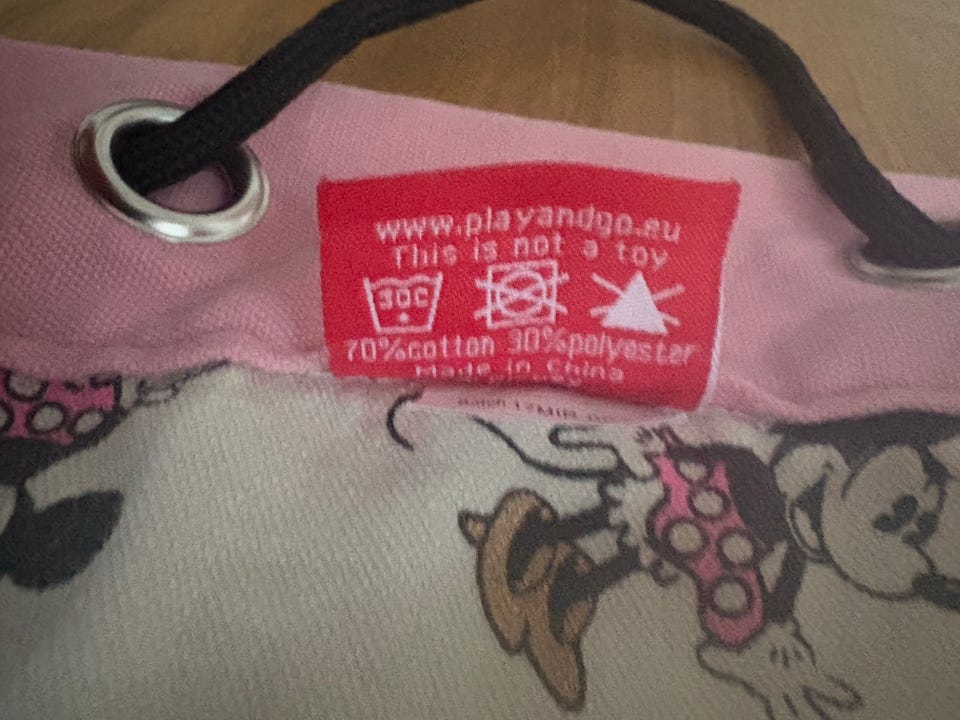 www.playandgo.eu
This is not a toy
30C
70%cotton 30%polyester
Made in China